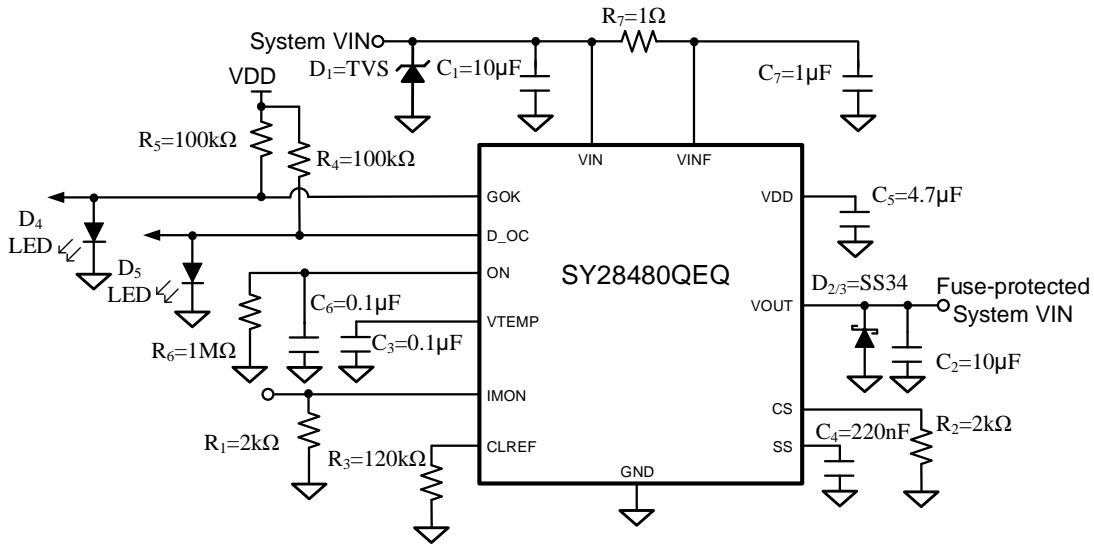 R7=1Ω
System VIN
D1=TVS
C1=10µF
C7=1µF
VDD
R5=100kΩ
R4=100kΩ
VIN
VINF
GOK
VDD
C5=4.7µF
D4
LED
D_OC
D5
LED
ON
SY28480QEQ
D2/3=SS34
Fuse-protected
System VIN
C6=0.1µF
VOUT
VTEMP
C3=0.1µF
R6=1MΩ
C2=10µF
IMON
CS
R1=2kΩ
C4=220nF
R2=2kΩ
R3=120kΩ
CLREF
SS
GND